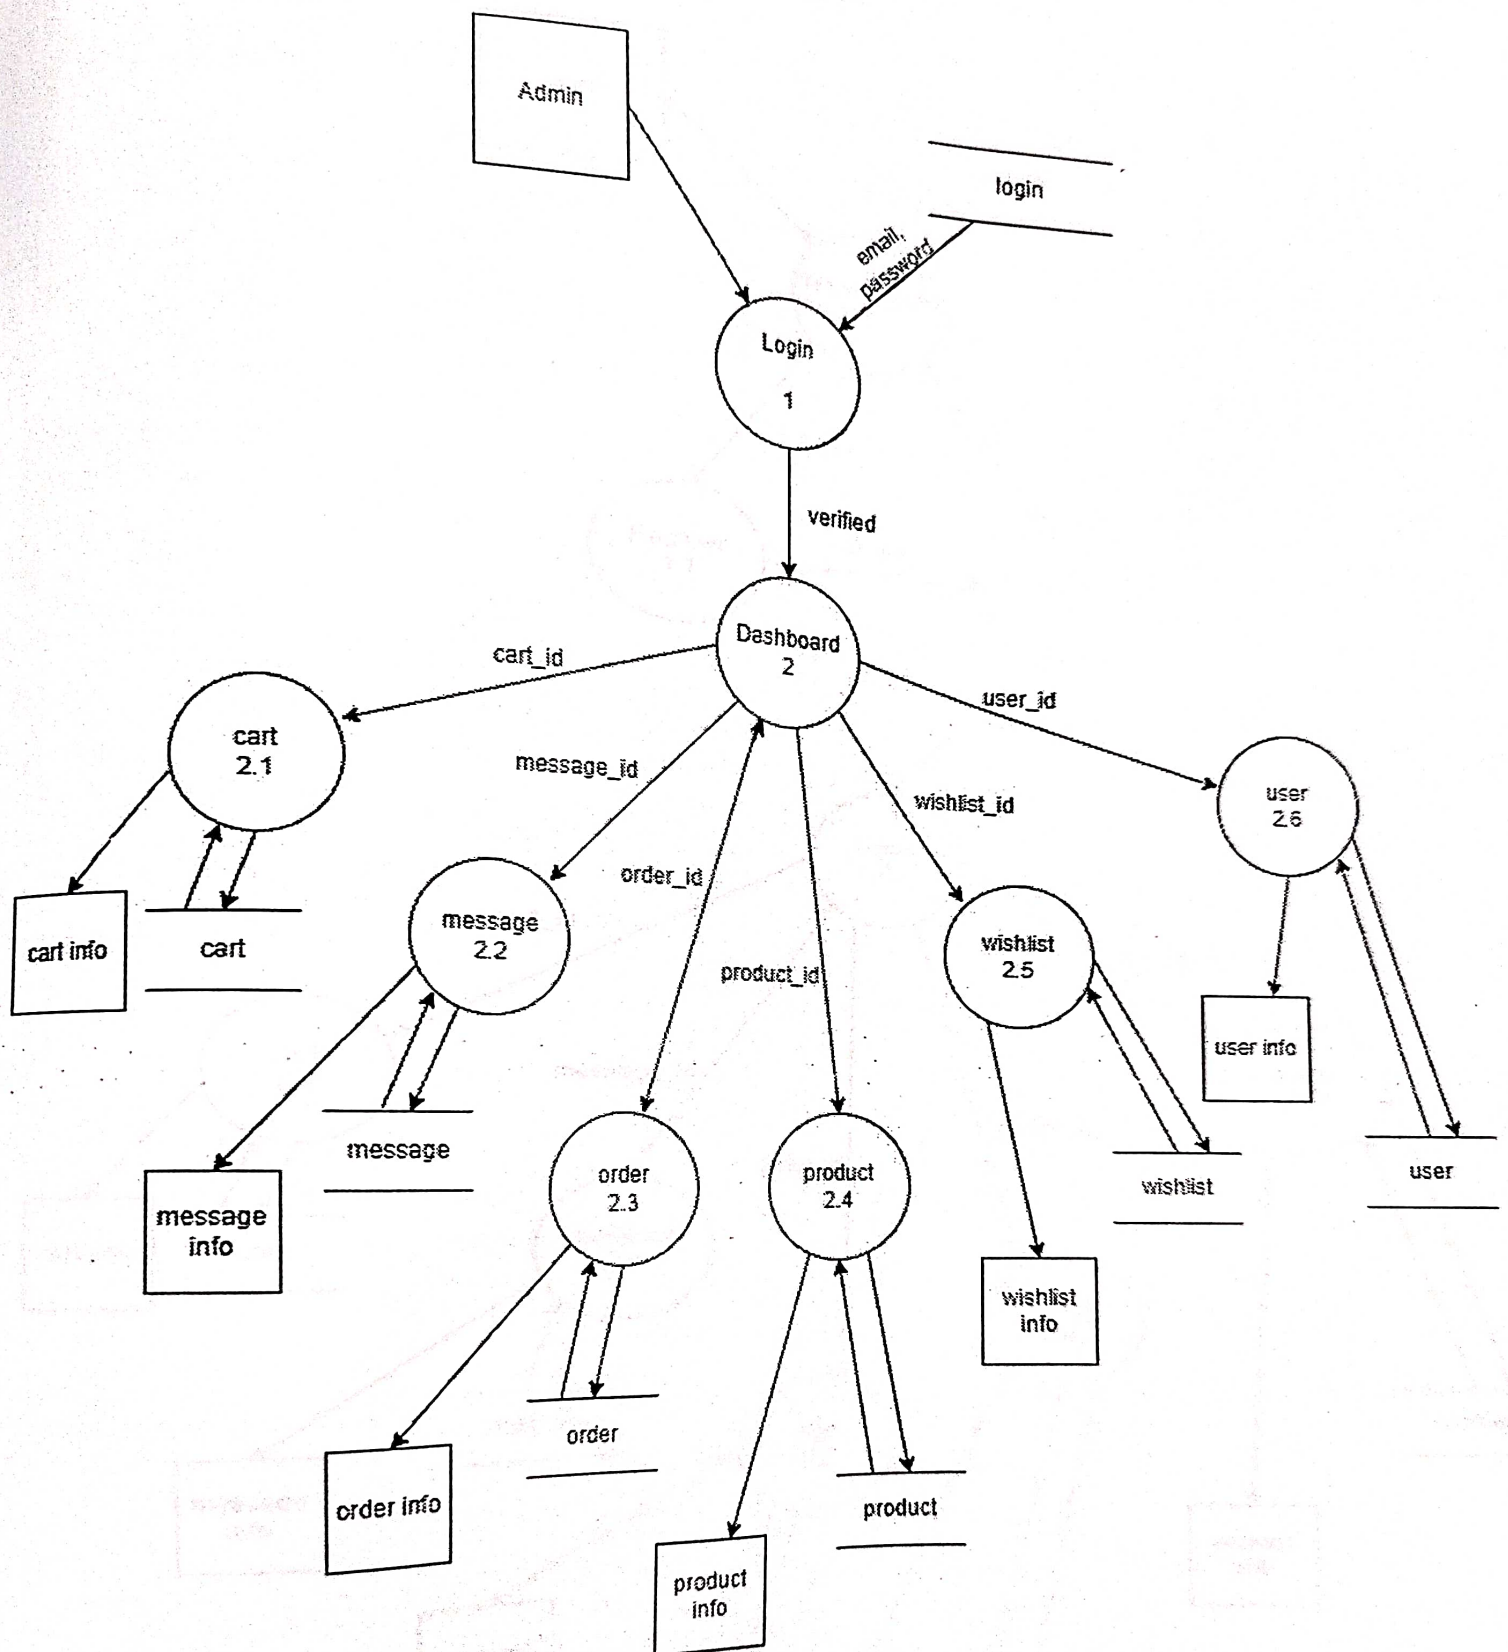 Admin
login
email,
password
Login
1
verified
Dashboard
2
cart_id
user_id
message_id
wishlist_id
order_id
product_id
cart
2.1
user
2.6
message
2.2
wishlist
2.5
cart info
cart
user info
message
order
2.3
product
2.4
wishlist
user
message
info
wishlist
info
order
order info
product
product
info